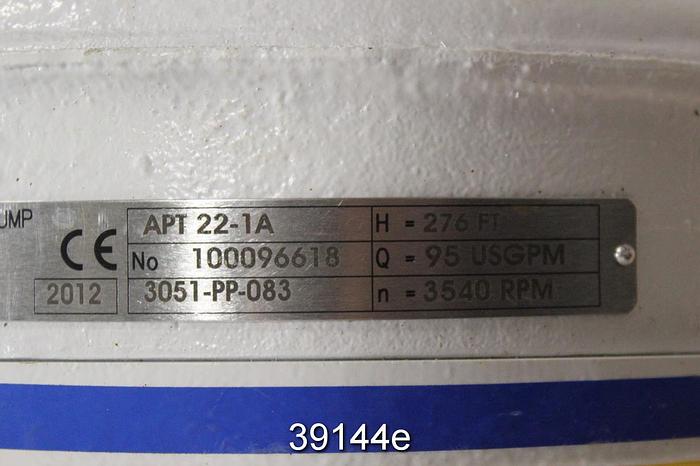 UMP
CE
2012
APT 22-1A
No 100096618
3051-PP-083
H = 276 FT
Q = 95 USGPM
n = 3540 RPM
39144e